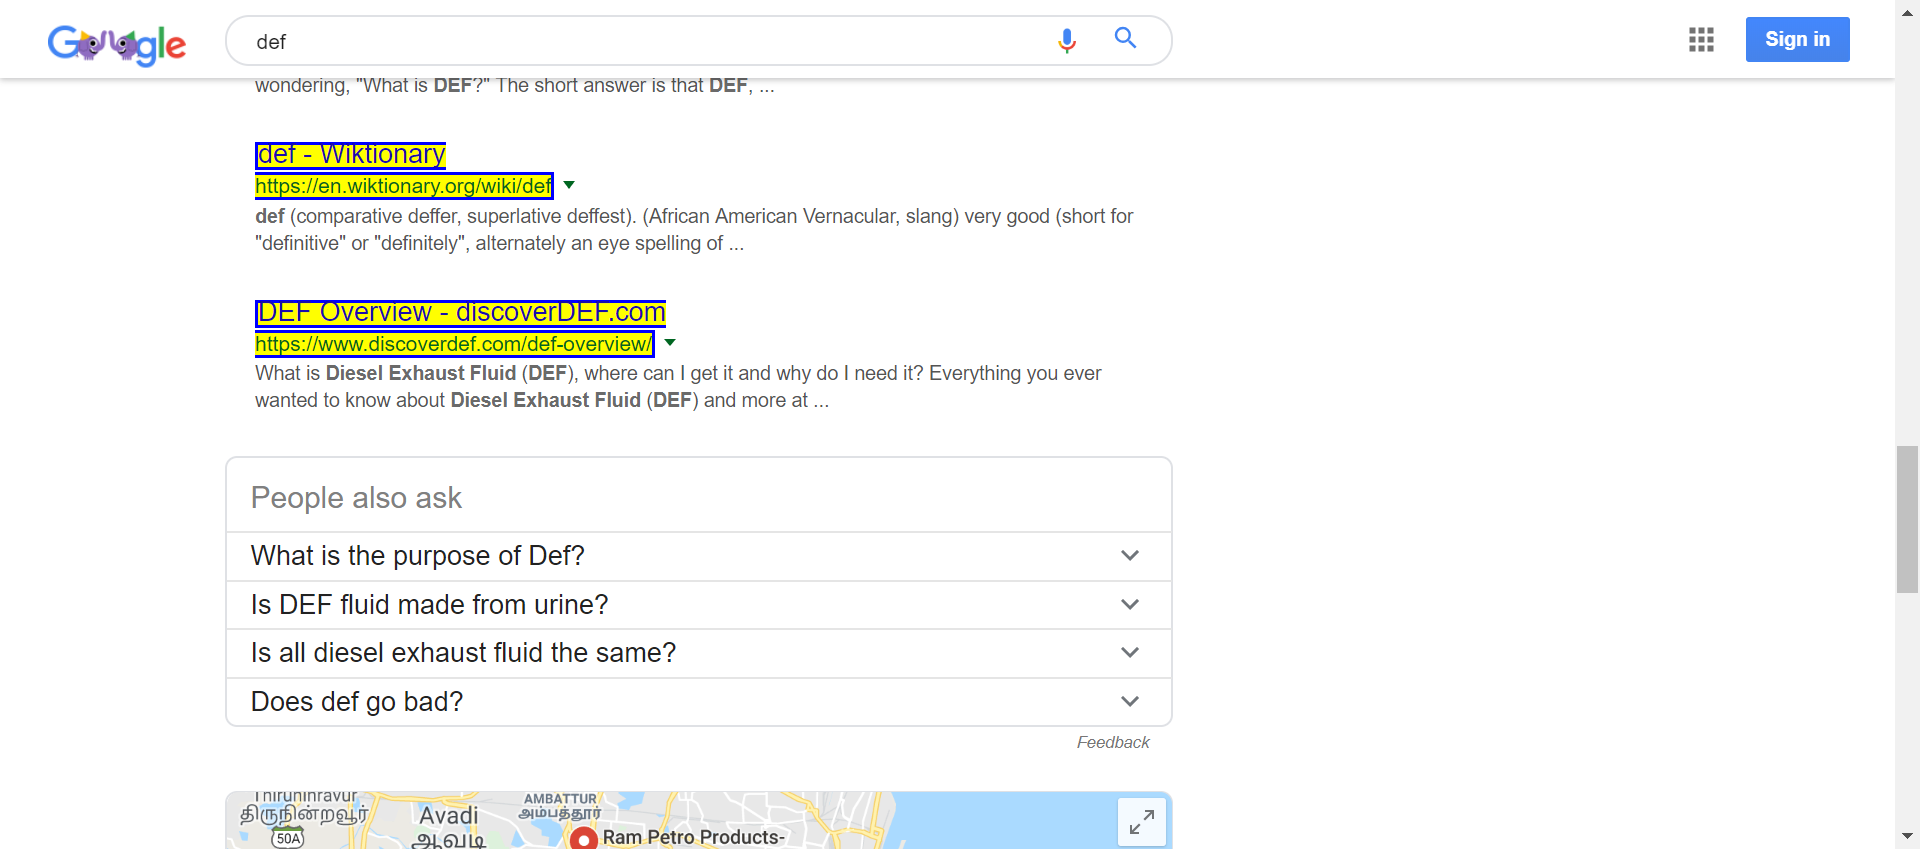 Google
def
Sign in
wondering, "What is DEF?" The short answer is that DEF, ...
def - Wiktionary
https://en.wiktionary.org/wiki/def
def (comparative deffer, superlative deffest). (African American Vernacular, slang) very good (short for
"definitive" or "definitely", alternately an eye spelling of ...
DEF Overview - discoverDEF.com
https://www.discoverdef.com/def-overview/
What is Diesel Exhaust Fluid (DEF), where can I get it and why do I need it? Everything you ever
wanted to know about Diesel Exhaust Fluid (DEF) and more at ...
People also ask
What is the purpose of Def?
Is DEF fluid made from urine?
Is all diesel exhaust fluid the same?
Does def go bad?
Feedback
Thiruninravur
திருநின்றவூர்
50A
Avadi
ஆவடி
AMBATTUR
அம்பத்தூர்
Ram Petro Products-